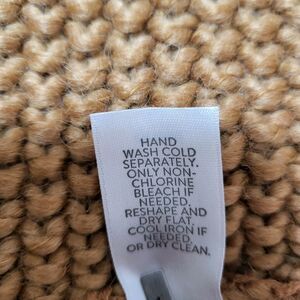 HAND
WASH COLD
SEPARATELY.
ONLY NON-
CHLORINE
BLEACH IF
NEEDED,
RESHAPE AND
DRY FLAT,
COOL IRON IF
NEEDED.
OR DRY CLEAN.